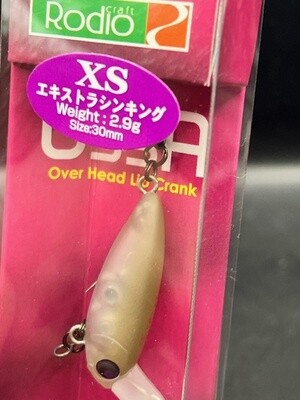 Rodio
craft
XS
エキストラシンキング
Weight : 2.9g
Size:30mm
Over Head Lip Crank